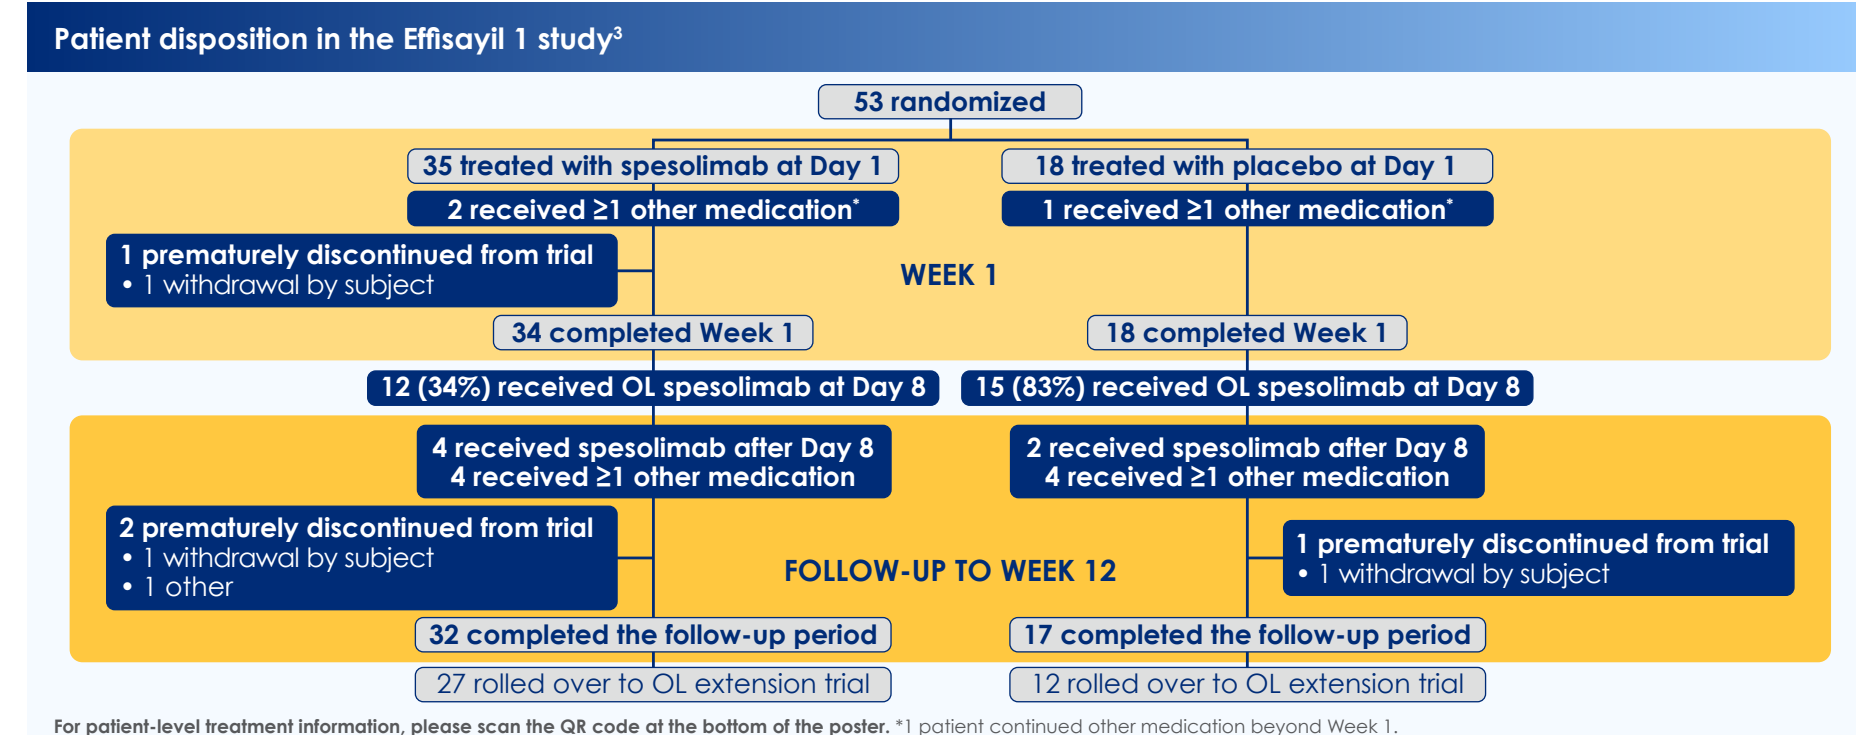 Patient disposition in the Effisayil 1 study³
53 randomized
35 treated with spesolimab at Day 1
18 treated with placebo at Day 1
2 received ≥1 other medication*
1 received ≥1 other medication*
1 prematurely discontinued from trial
• 1 withdrawal by subject
WEEK 1
34 completed Week 1
18 completed Week 1
12 (34%) received OL spesolimab at Day 8
15 (83%) received OL spesolimab at Day 8
4 received spesolimab after Day 8
4 received ≥1 other medication
2 received spesolimab after Day 8
4 received ≥1 other medication
2 prematurely discontinued from trial
• 1 withdrawal by subject
• 1 other
FOLLOW-UP TO WEEK 12
1 prematurely discontinued from trial
• 1 withdrawal by subject
32 completed the follow-up period
17 completed the follow-up period
27 rolled over to OL extension trial
12 rolled over to OL extension trial
For patient-level treatment information, please scan the QR code at the bottom of the poster. *1 patient continued other medication beyond Week 1.